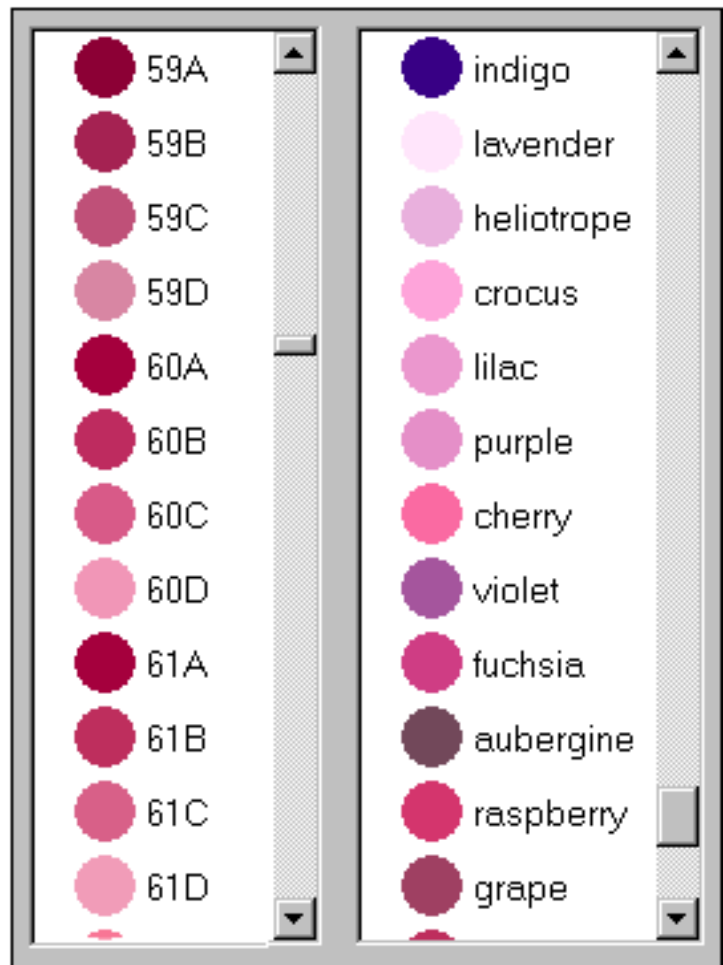 59A
59B
59C
59D
60A
60B
60C
60D
61A
61B
61C
61D
indigo
lavender
heliotrope
crocus
lilac
purple
cherry
violet
fuchsia
aubergine
raspberry
grape